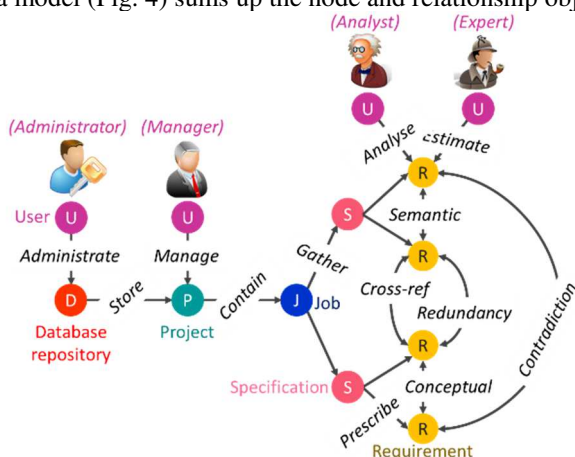 a model (Fig. 4) sums up the node and relationship obj
(Analyst) (Expert)
U U
(Administrator) (Manager)
Analyse Estimate
R
User U U
S Semantic
Administrate Manage
Gather R
Cross-ref
D Store P Contain J Job
Redundancy
Contradiction
Database
repository
Project
R
Specification S Conceptual
Prescribe
R
Requirement